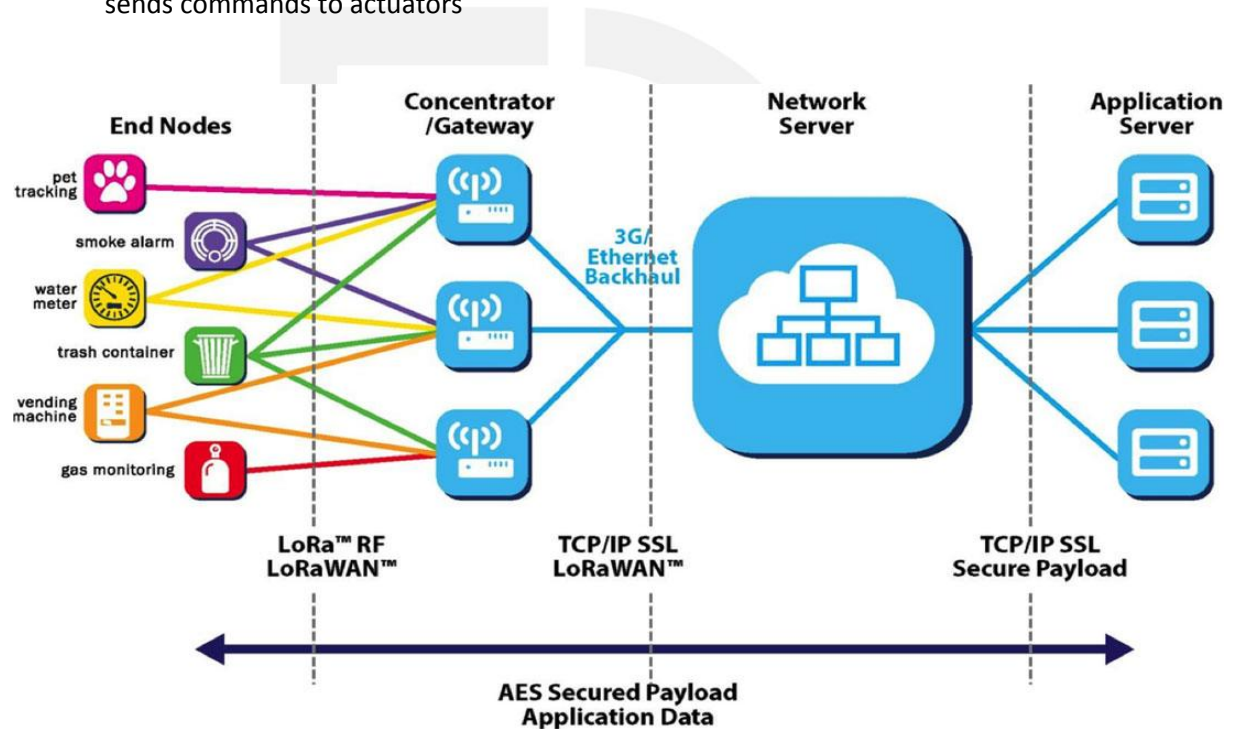 sends commands to actuators
End Nodes
Concentrator
/Gateway
Network
Server
Application
Server
pet
tracking
smoke alarm
water
meter
trash container
vending
machine
gas monitoring
3G/
Ethernet
Backhaul
LoRa™ RF
LoRaWAN™
TCP/IP SSL
LoRaWAN™
TCP/IP SSL
Secure Payload
AES Secured Payload
Application Data